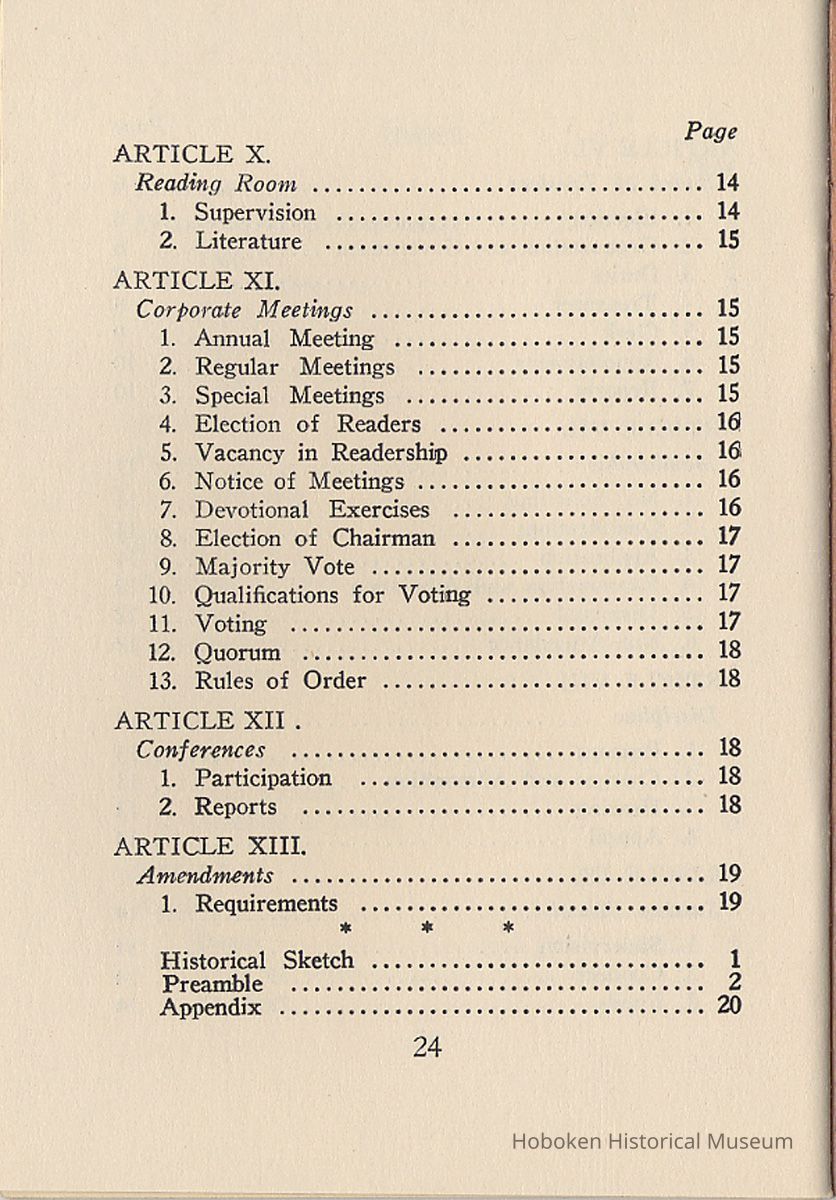 Page
ARTICLE X.
Reading Room .................................. 14
1. Supervision ................................ 14
2. Literature ................................. 15
ARTICLE XI.
Corporate Meetings ............................. 15
1. Annual Meeting ........................... 15
2. Regular Meetings ......................... 15
3. Special Meetings .......................... 15
4. Election of Readers ....................... 16
5. Vacancy in Readership ..................... 16
6. Notice of Meetings ......................... 16
7. Devotional Exercises ...................... 16
8. Election of Chairman ...................... 17
9. Majority Vote ............................. 17
10. Qualifications for Voting ................... 17
11. Voting .................................... 17
12. Quorum ................................... 18
13. Rules of Order ............................ 18
ARTICLE XII .
Conferences .................................... 18
1. Participation .............................. 18
2. Reports ................................... 18
ARTICLE XIII.
Amendments .................................... 19
1. Requirements .............................. 19
* * *
Historical Sketch ............................. 1
Preamble .................................... 2
Appendix ..................................... 20
24
Hoboken Historical Museum